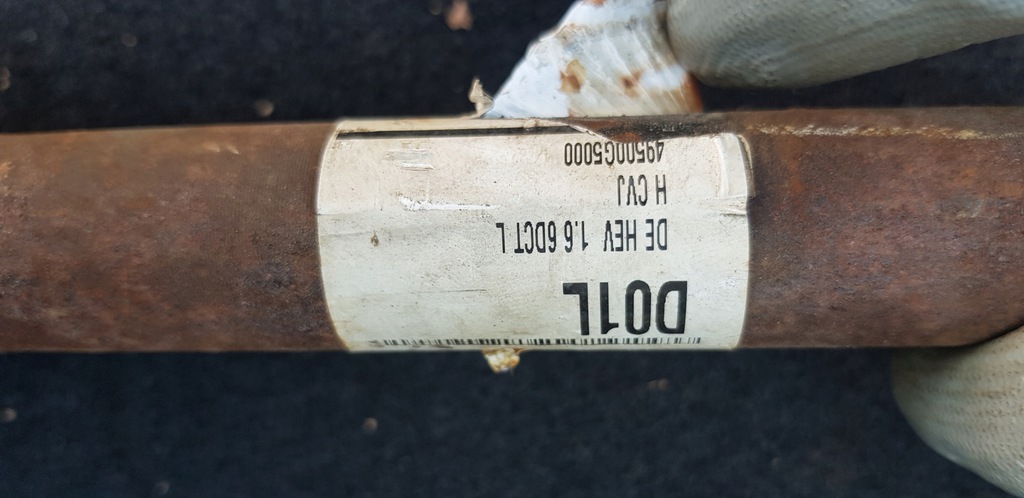 D01L
DE HEV 1.6 6DCT L
H CVJ
49500G5000